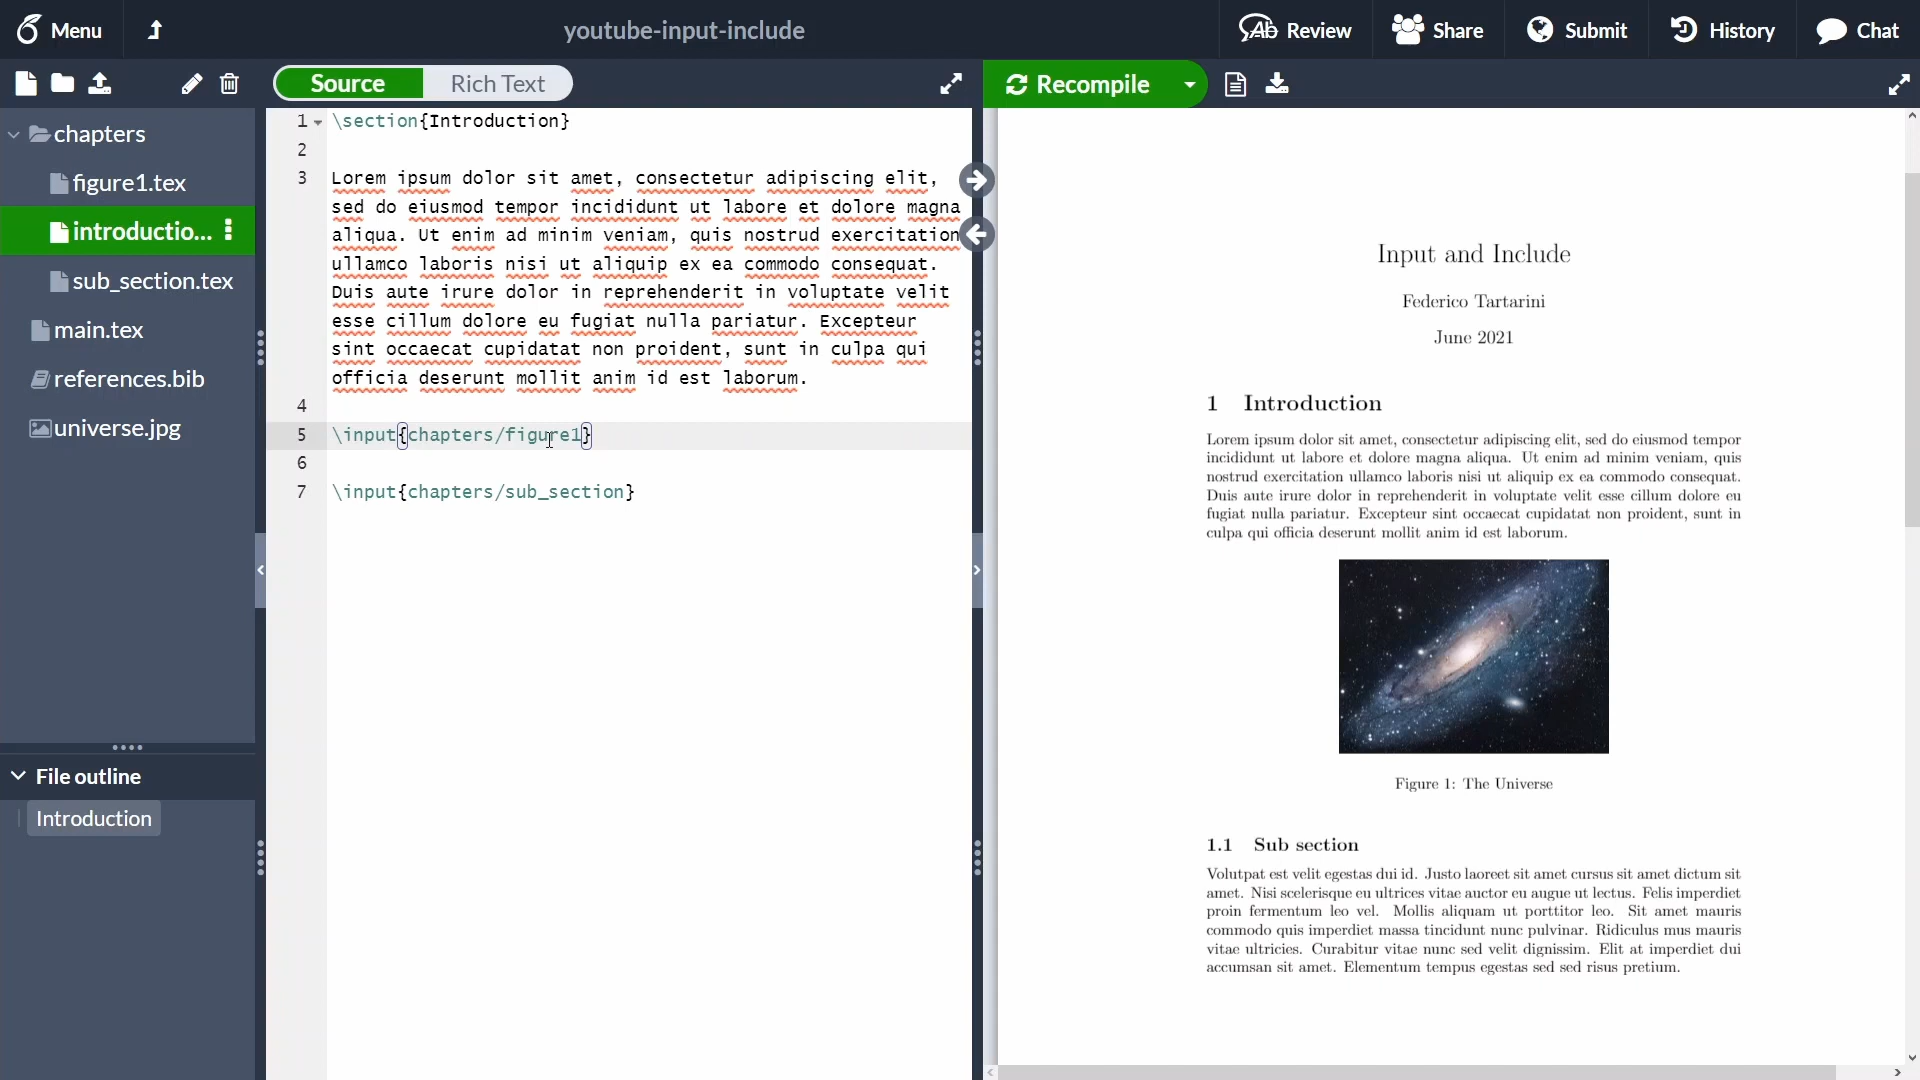 Menu
youtube-input-include
Review
Share
Submit
History
Chat
Source
Rich Text
Recompile
chapters
figure1.tex
introductio...
sub_section.tex
main.tex
references.bib
universe.jpg
File outline
Introduction
1 \section{Introduction}
2
3 Lorem ipsum dolor sit amet, consectetur adipiscing elit,
sed do eiusmod tempor incididunt ut labore et dolore magna
aliqua. Ut enim ad minim veniam, quis nostrud exercitation
ullamco laboris nisi ut aliquip ex ea commodo consequat.
Duis aute irure dolor in reprehenderit in voluptate velit
esse cillum dolore eu fugiat nulla pariatur. Excepteur
sint occaecat cupidatat non proident, sunt in culpa qui
officia deserunt mollit anim id est laborum.
4
5 \input{chapters/figure1}
6
7 \input{chapters/sub_section}
Input and Include
Federico Tartarini
June 2021
1 Introduction
Lorem ipsum dolor sit amet, consectetur adipiscing elit, sed do eiusmod tempor
incididunt ut labore et dolore magna aliqua. Ut enim ad minim veniam, quis
nostrud exercitation ullamco laboris nisi ut aliquip ex ea commodo consequat.
Duis aute irure dolor in reprehenderit in voluptate velit esse cillum dolore eu
fugiat nulla pariatur. Excepteur sint occaecat cupidatat non proident, sunt in
culpa qui officia deserunt mollit anim id est laborum.
Figure 1: The Universe
1.1 Sub section
Volutpat est velit egestas dui id. Justo laoreet sit amet cursus sit amet dictum sit
amet. Nisi scelerisque eu ultrices vitae auctor eu augue ut lectus. Felis imperdiet
proin fermentum leo vel. Mollis aliquam ut porttitor leo. Sit amet mauris
commodo quis imperdiet massa tincidunt nunc pulvinar. Ridiculus mus mauris
vitae ultricies. Curabitur vitae nunc sed velit dignissim. Elit at imperdiet dui
accumsan sit amet. Elementum tempus egestas sed sed risus pretium.